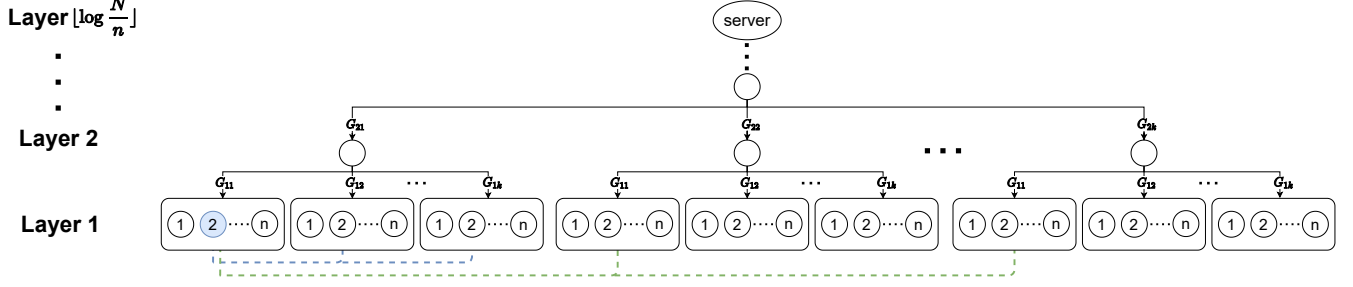 Layer ⌊log N/n⌋
server
G₂₁ G₂₂ G₂ₖ
Layer 2
G₁₁ G₁₂ ... G₁ₖ G₁₁ G₁₂ ... G₁ₖ G₁₁ G₁₂ ... G₁ₖ
Layer 1
1 2 ... n 1 2 ... n 1 2 ... n 1 2 ... n 1 2 ... n 1 2 ... n 1 2 ... n 1 2 ... n 1 2 ... n